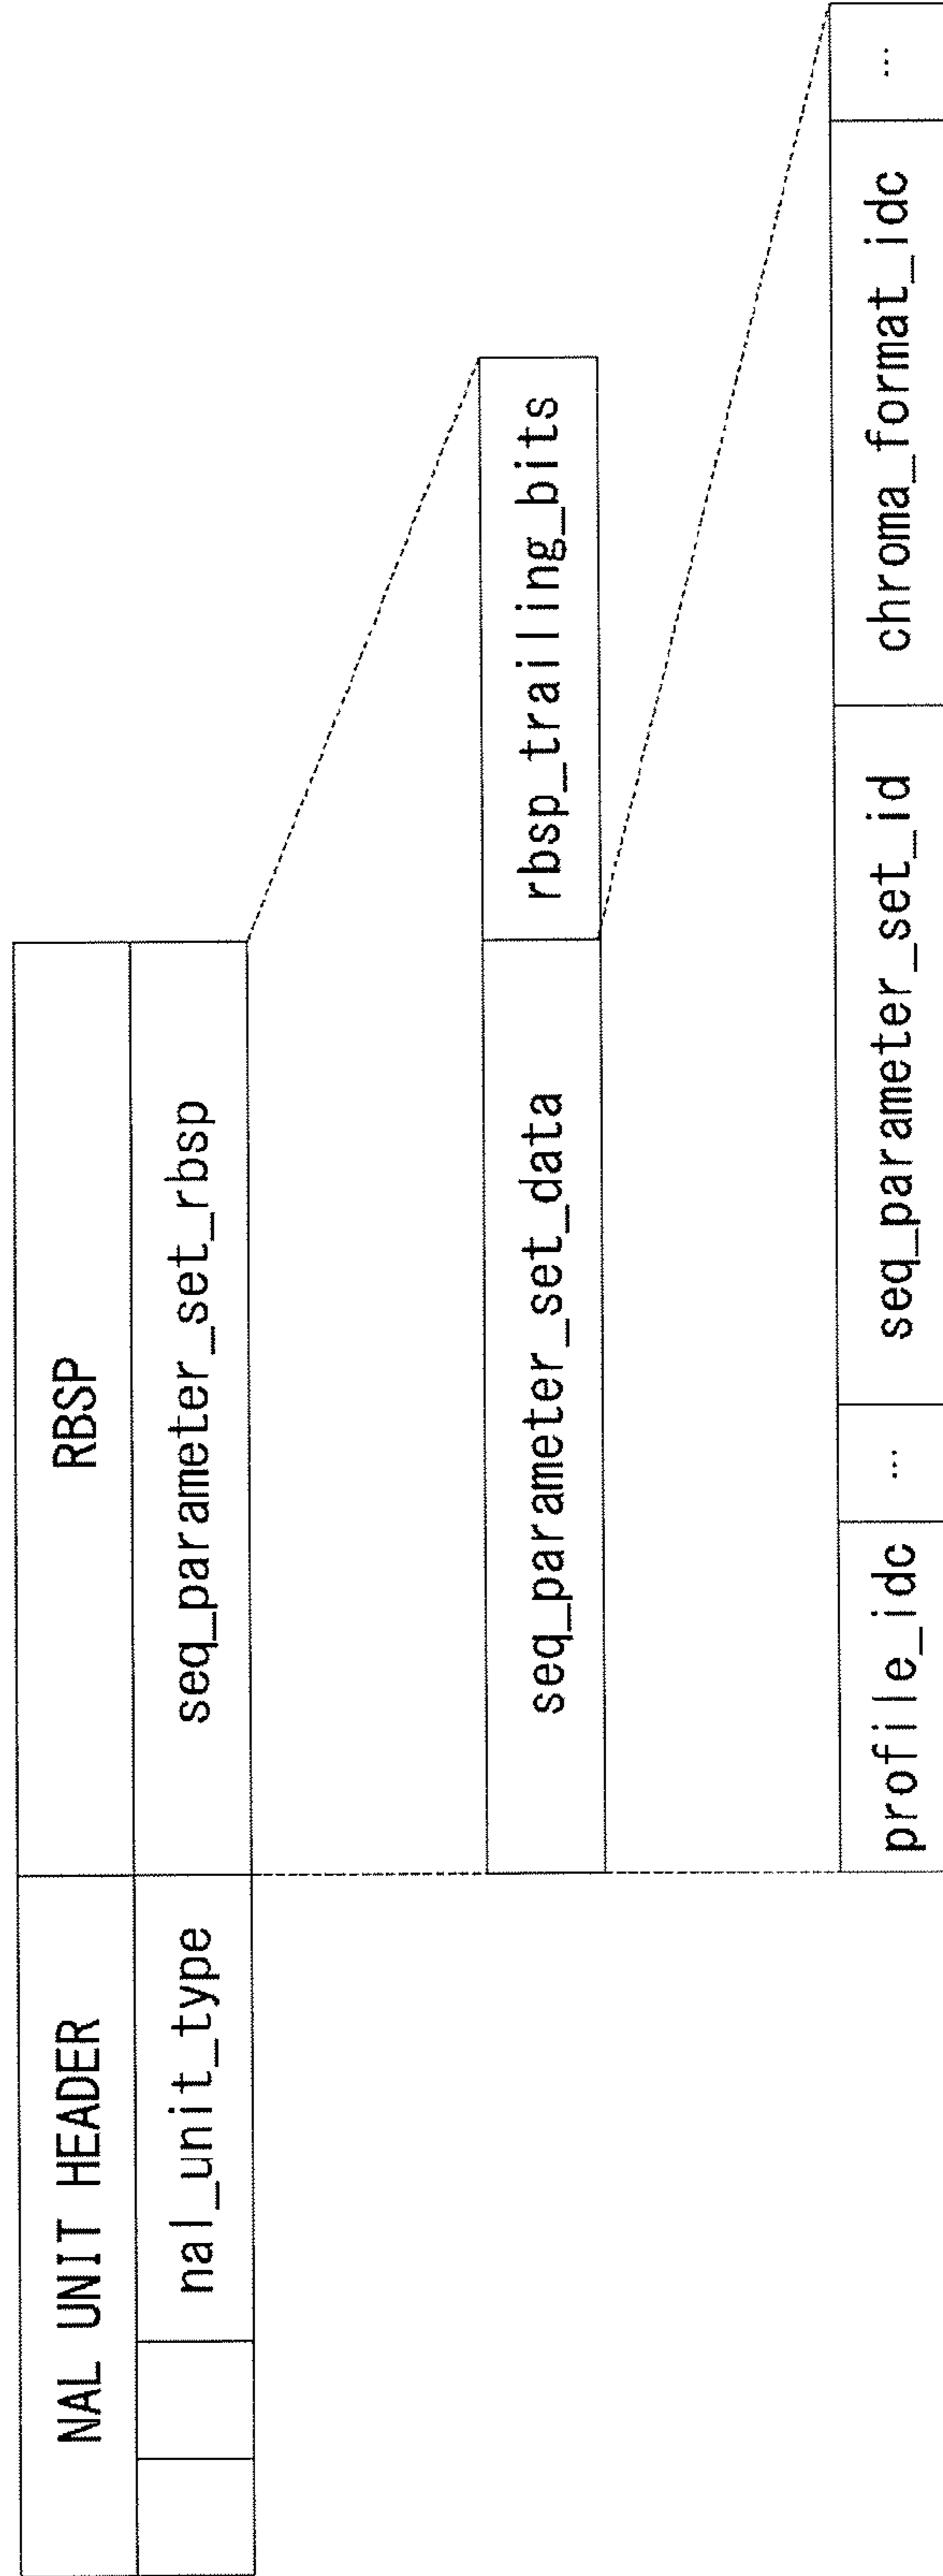 NAL UNIT HEADER RBSP
nal_unit_type seq_parameter_set_rbsp
seq_parameter_set_data rbsp_trailing_bits
profile_idc ... seq_parameter_set_id chroma_format_idc ...